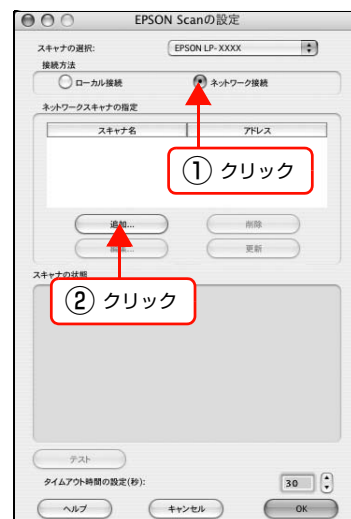 EPSON Scanの設定
スキャナの選択: EPSON LP-XXXX
接続方法
ローカル接続 ネットワーク接続
ネットワークスキャナの指定
スキャナ名 アドレス
① クリック
追加... 削除
更新
スキャナの状態
② クリック
テスト
タイムアウト時間の設定(秒): 30
ヘルプ キャンセル OK